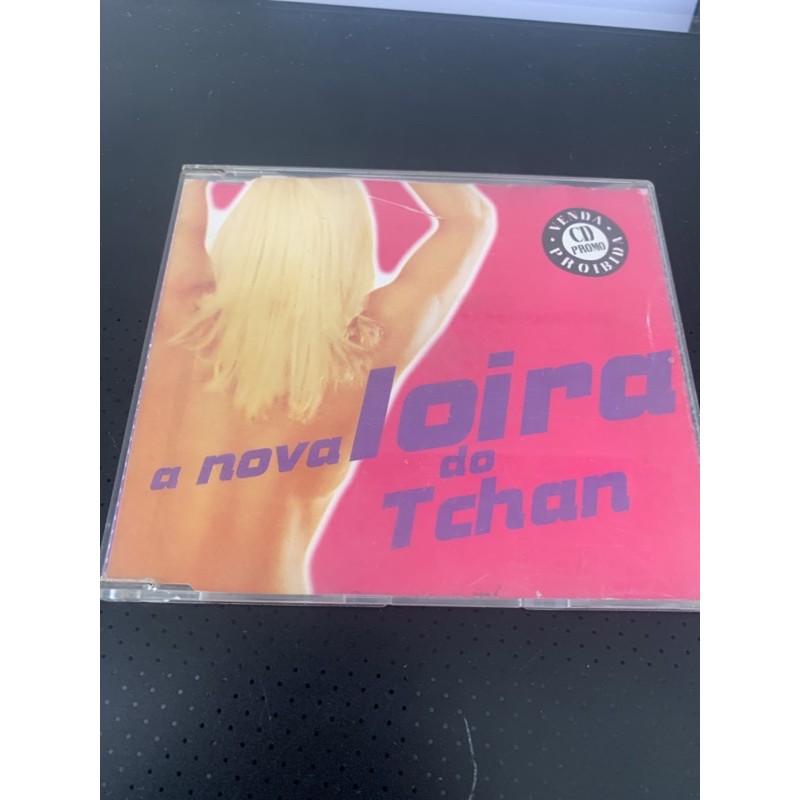 VENDA
CD
PROMO
PROIBIDA
a nova loira
do
Tchan